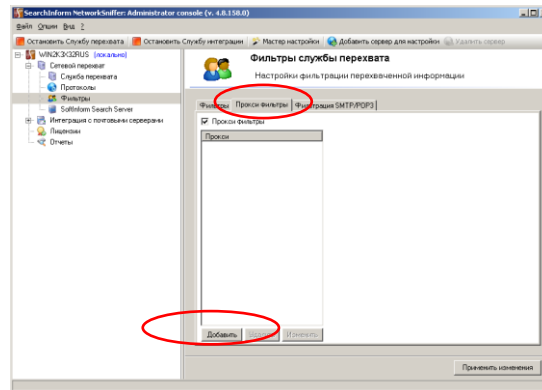 SearchInform NetworkSniffer: Administrator console (v. 4.8.158.0)
Файл Опции Вид ?
Остановить Службу перехвата Остановить Службу интеграции Мастер настройки Добавить сервер для настройки Удалить сервер
WIN2K3X32RUS (локально)
Сетевой перехват
Служба перехвата
Протоколы
Фильтры
SoftInform Search Server
Интеграция с почтовыми серверами
Лицензии
Отчеты
Фильтры службы перехвата
Настройки фильтрации перехваченной информации
Фильтры Прокси Фильтры Фильтрация SMTP/POP3
Прокси Фильтры
Прокси
Добавить Изменить
Применить изменения